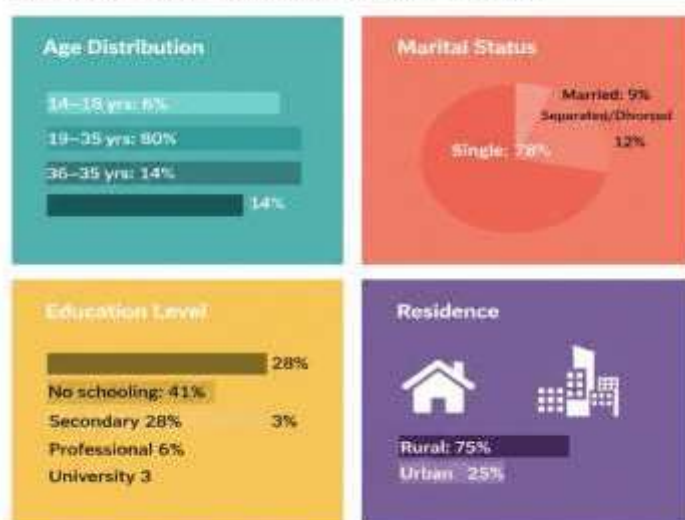 Age Distribution
14–18 yrs: 6%
19–35 yrs: 80%
36–35 yrs: 14%
14%
Marital Status
Married: 9%
Separated/Divorced
12%
Single: 78%
Education Level
28%
No schooling: 41%
Secondary 28% 3%
Professional 6%
University 3
Residence
Rural: 75%
Urban 25%